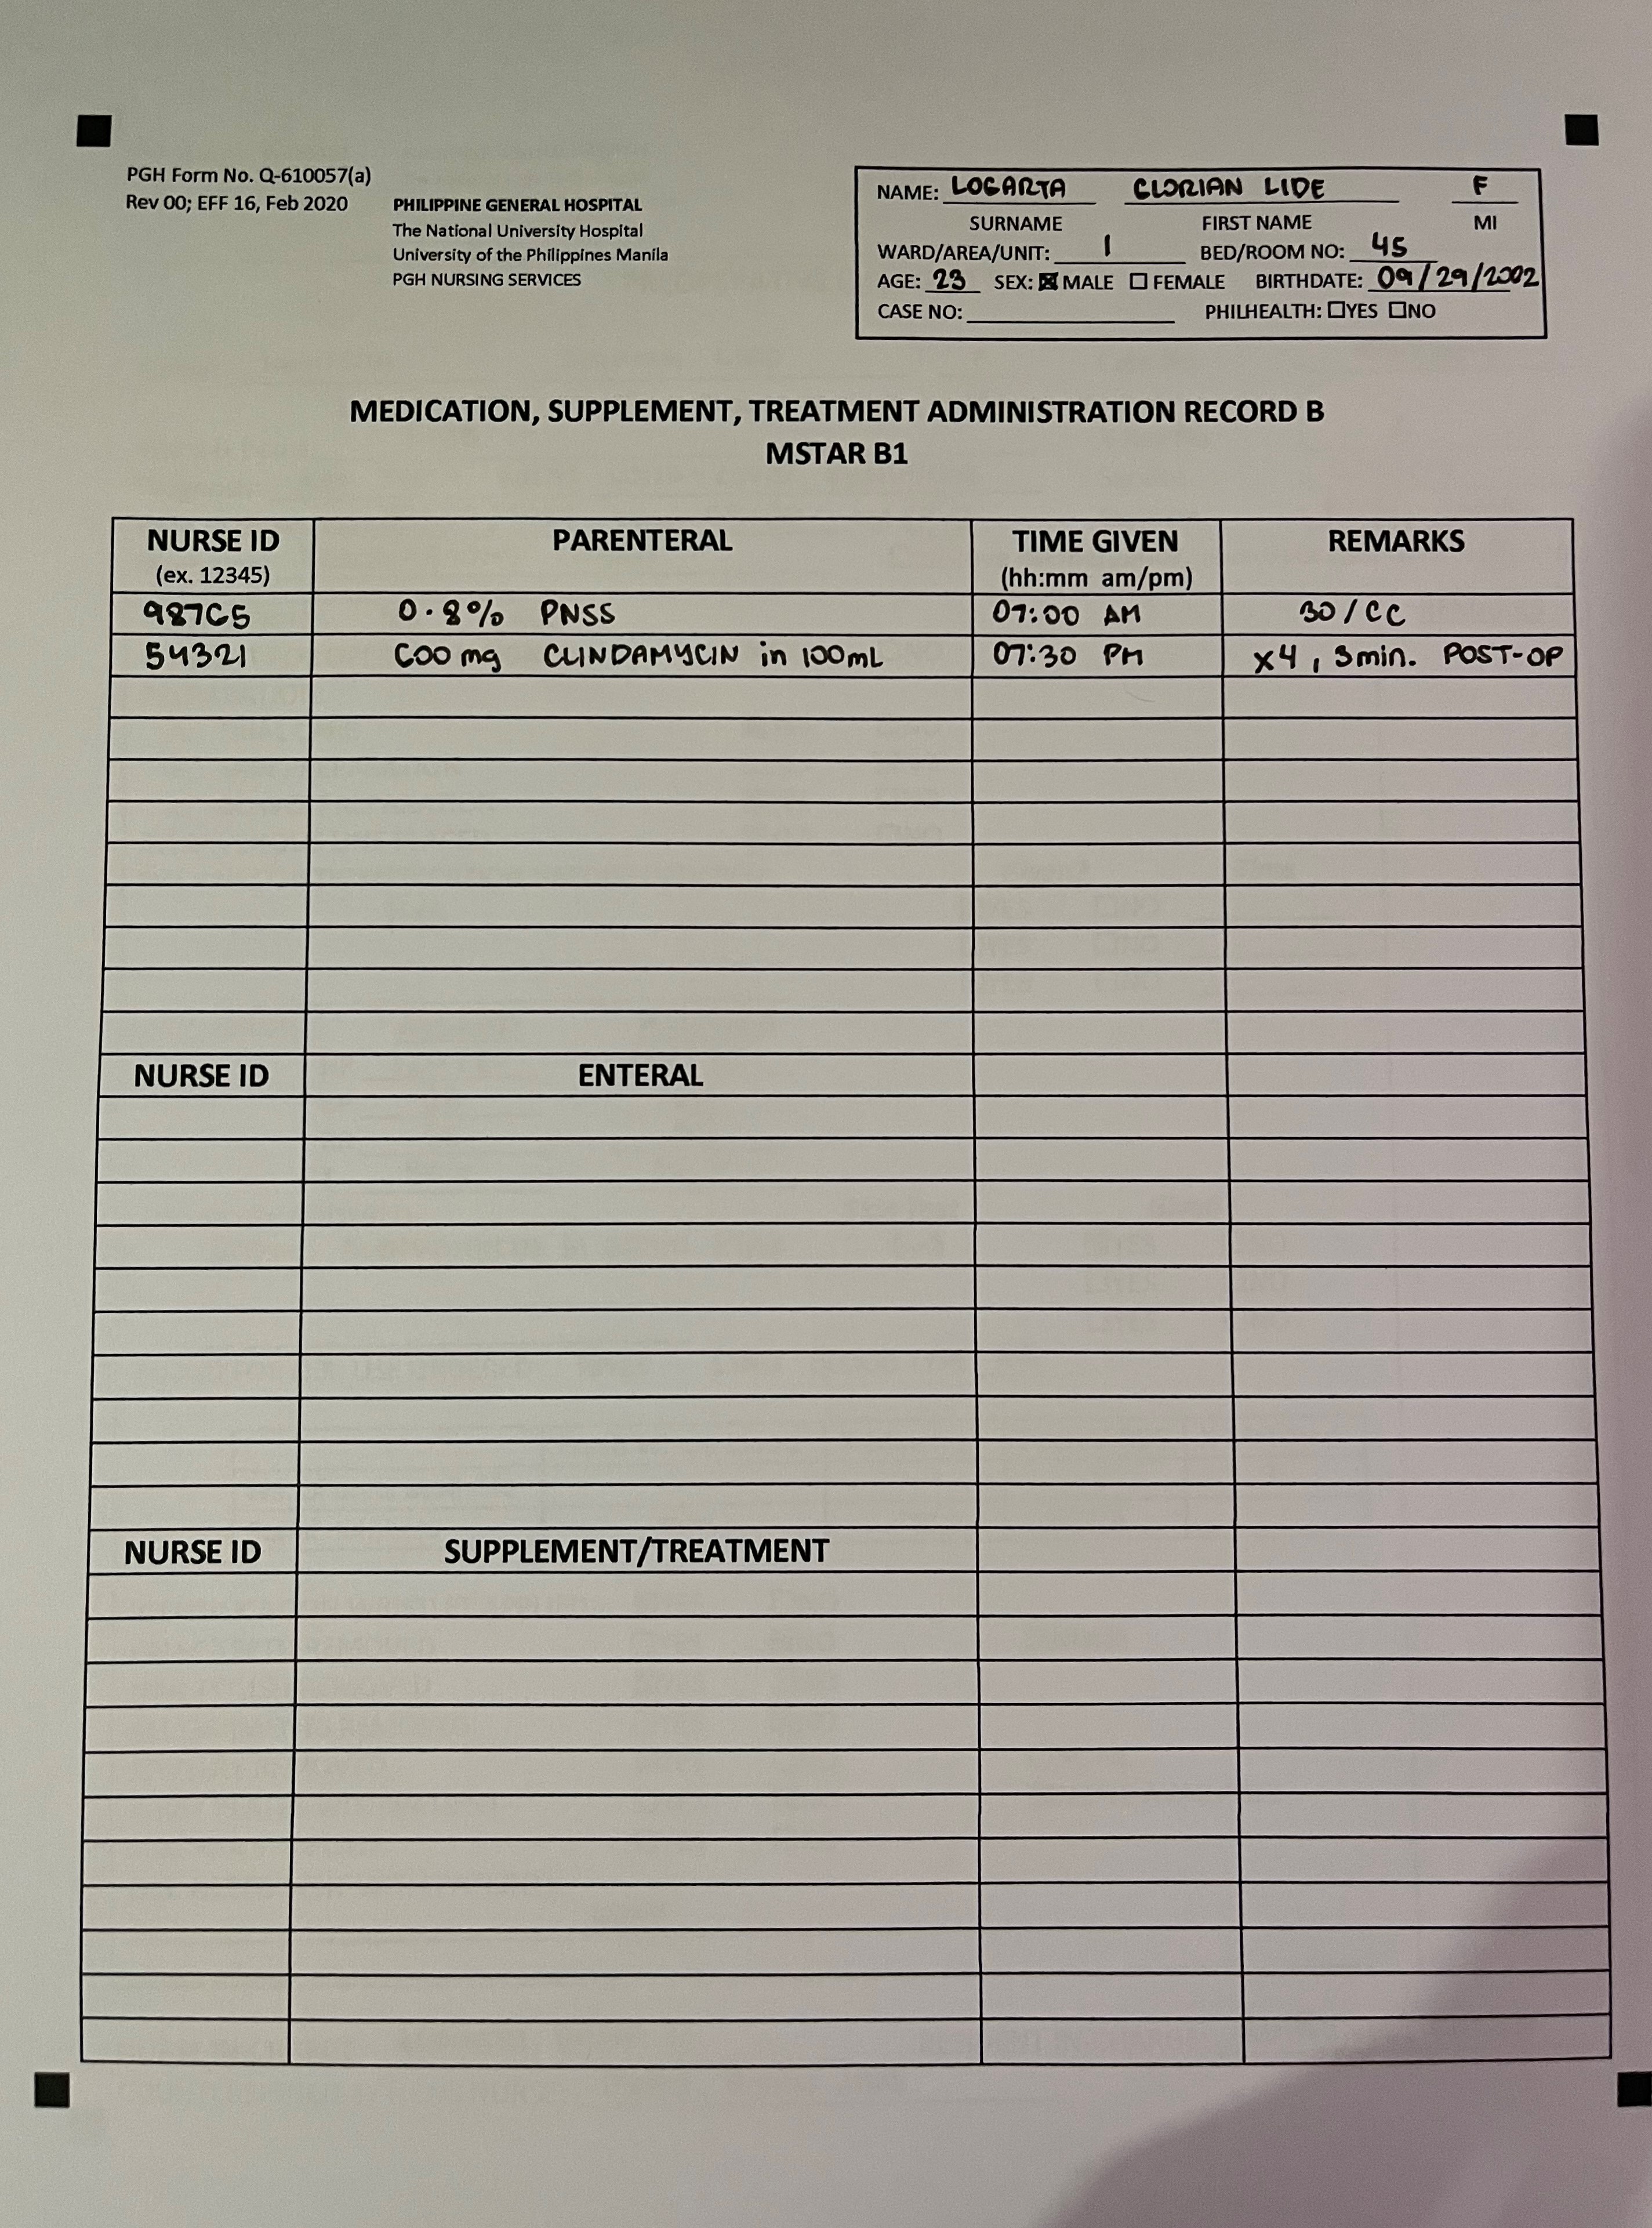 PGH Form No. Q-610057(a)
Rev 00; EFF 16, Feb 2020
PHILIPPINE GENERAL HOSPITAL
The National University Hospital
University of the Philippines Manila
PGH NURSING SERVICES
NAME: LOGARTA CLORIAN LIDE F
SURNAME FIRST NAME MI
WARD/AREA/UNIT: 1 BED/ROOM NO: 45
AGE: 23 SEX: ☒ MALE ☐ FEMALE BIRTHDATE: 09/29/2002
CASE NO: PHILHEALTH: ☐YES ☐NO
MEDICATION, SUPPLEMENT, TREATMENT ADMINISTRATION RECORD B
MSTAR B1
NURSE ID PARENTERAL TIME GIVEN REMARKS
(ex. 12345) (hh:mm am/pm)
98765 0.8% PNSS 07:00 AM 30/CC
54321 600 mg CLINDAMYCIN in 100mL 07:30 PM x4, 3min. POST-OP
NURSE ID ENTERAL
NURSE ID SUPPLEMENT/TREATMENT